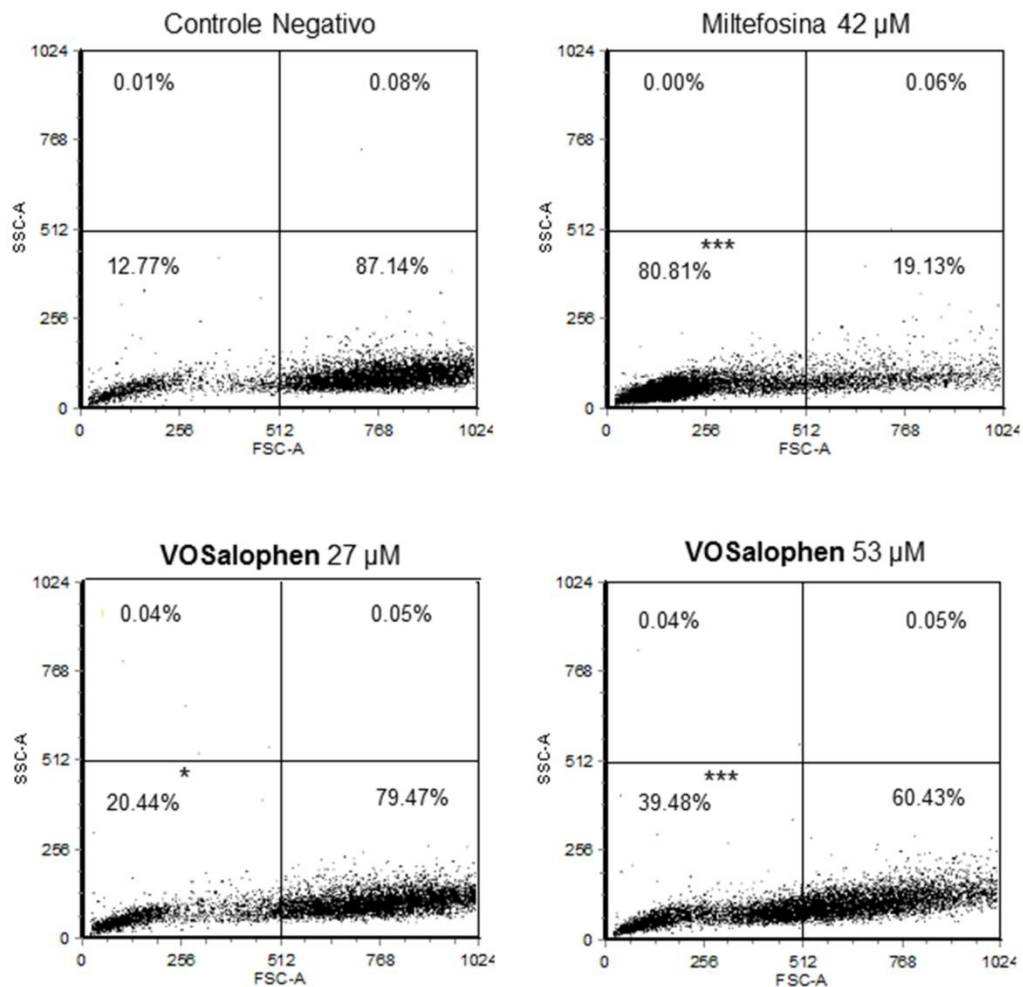 Controle Negativo
1024
768
512
256
0
SSC-A
0.01%
0.08%
12.77%
87.14%
0 256 512 768 1024
FSC-A
Miltefosina 42 µM
1024
768
512
256
0
SSC-A
0.00%
0.06%
***
80.81%
19.13%
0 256 512 768 1024
FSC-A
VOSalophen 27 µM
1024
768
512
256
0
SSC-A
0.04%
0.05%
*
20.44%
79.47%
0 256 512 768 1024
FSC-A
VOSalophen 53 µM
1024
768
512
256
0
SSC-A
0.04%
0.05%
***
39.48%
60.43%
0 256 512 768 1024
FSC-A